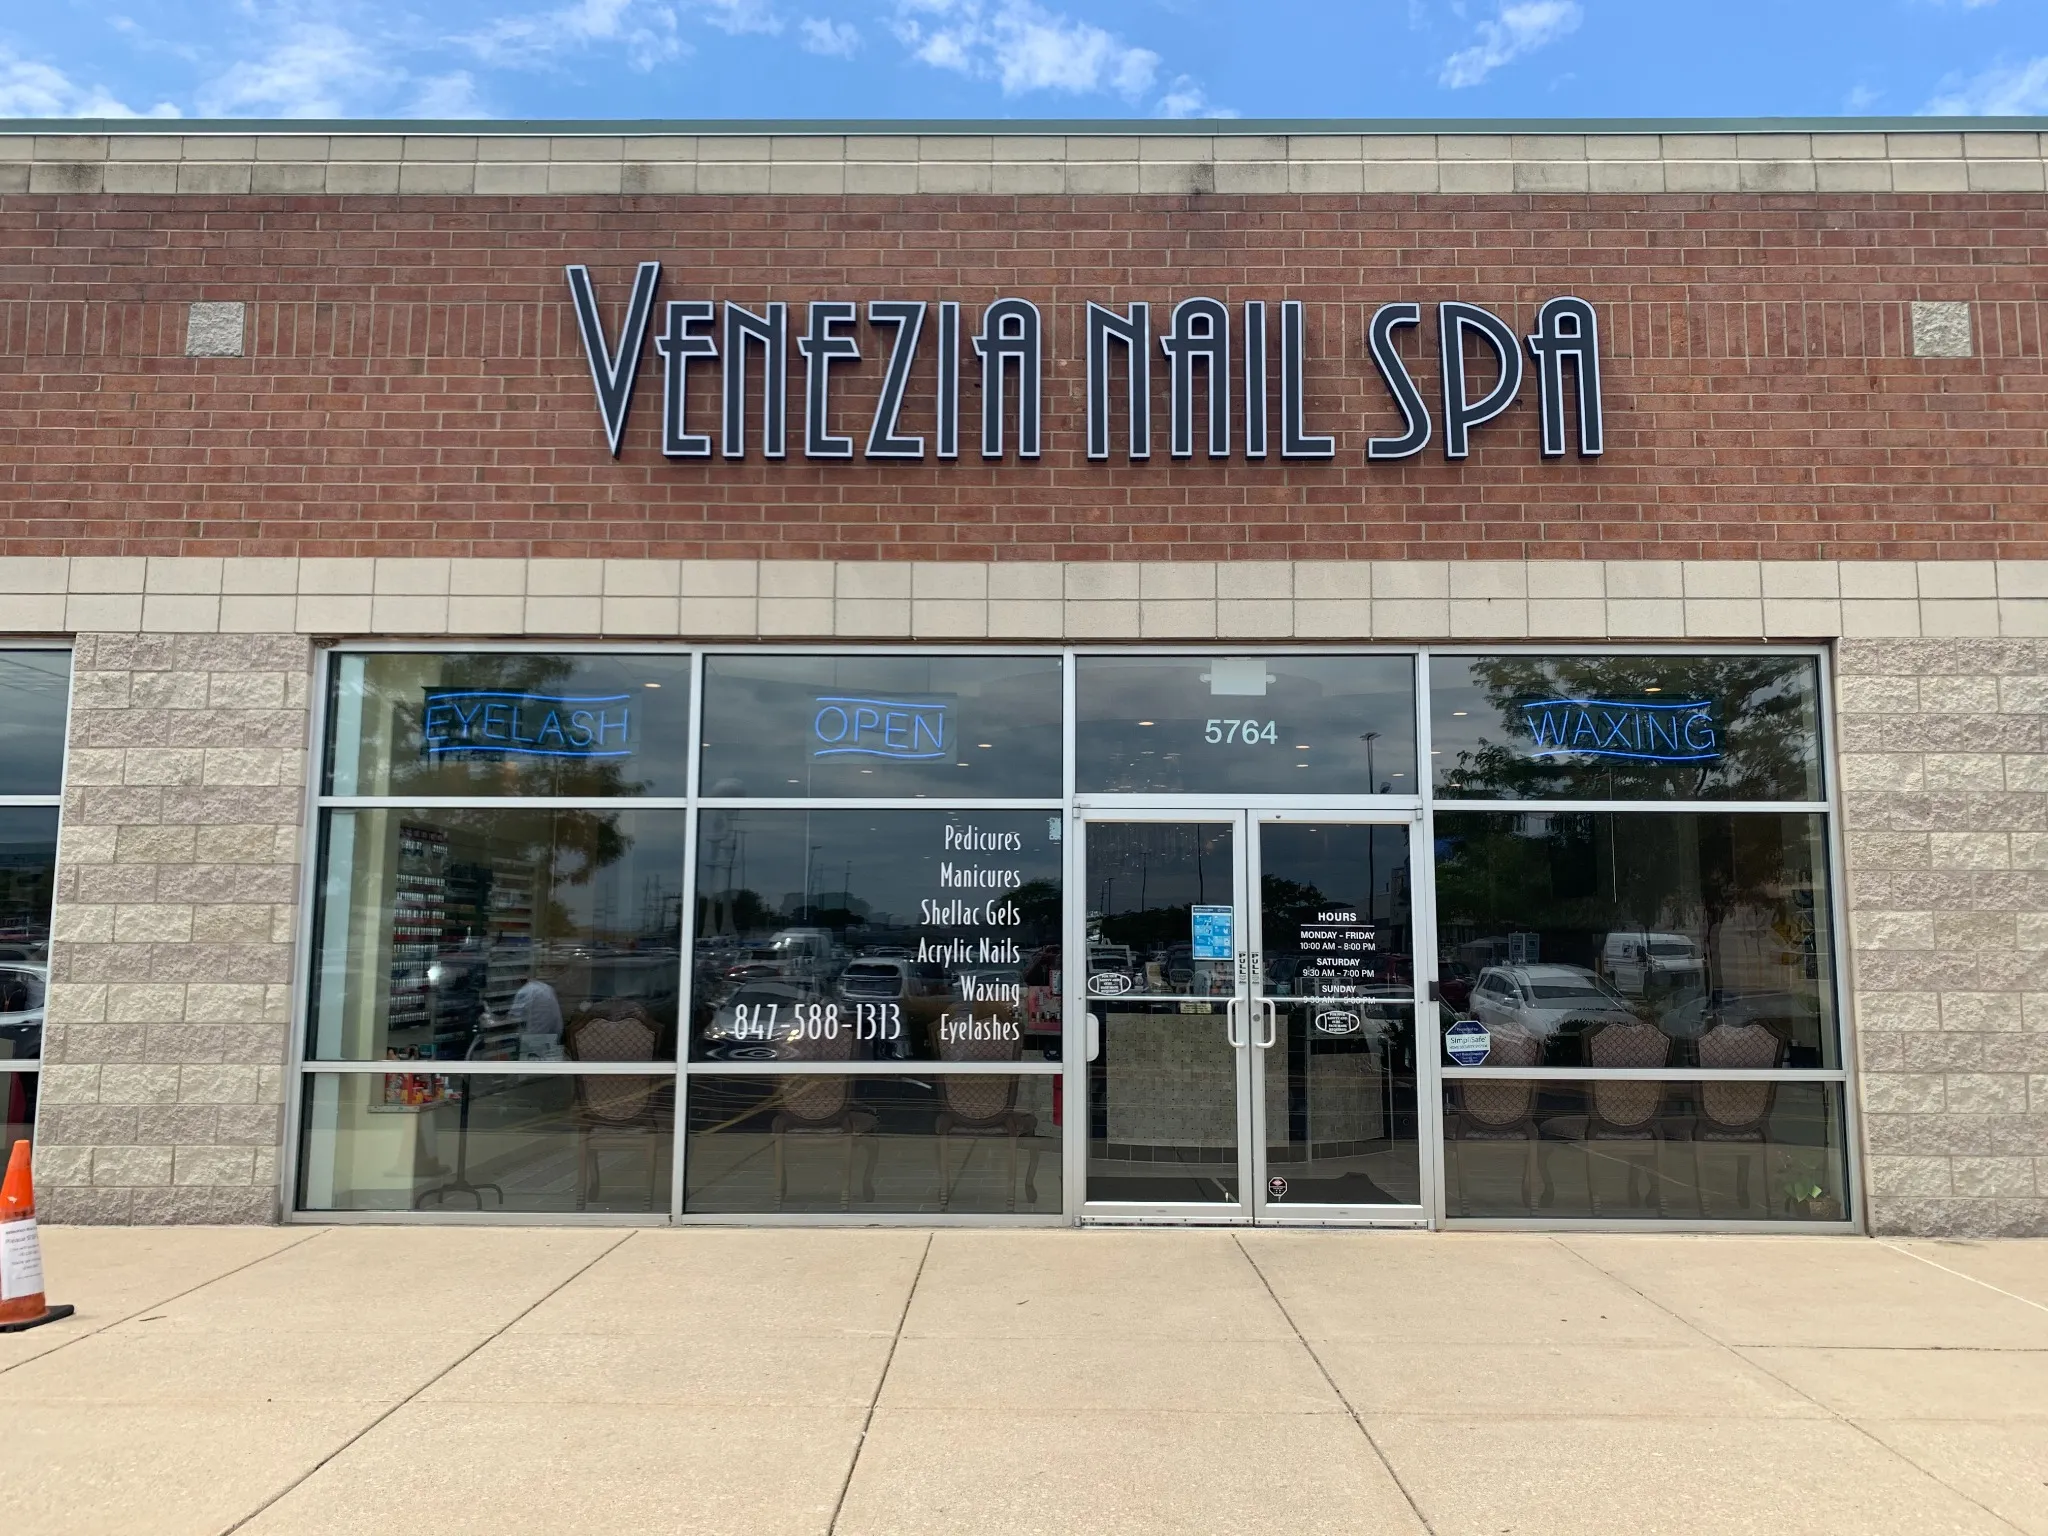 VENEZIA NAIL SPA
EYELASH
OPEN
5764
WAXING
Pedicures
Manicures
Shellac Gels
Acrylic Nails
Waxing
847-588-1313
Eyelashes
PULL
PULL
HOURS
MONDAY - FRIDAY
10:00 AM - 8:00 PM
SATURDAY
9:30 AM - 7:00 PM
SUNDAY
SimpliSafe